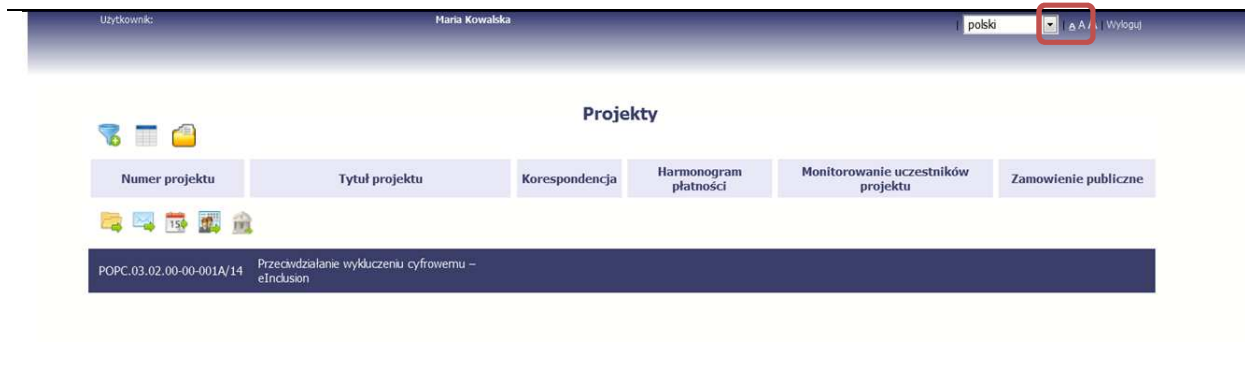 Użytkownik: Maria Kowalska | polski | A A A | Wyloguj
Projekty
Numer projektu Tytuł projektu Korespondencja Harmonogram płatności Monitorowanie uczestników projektu Zamowienie publiczne
15
POPC.03.02.00-00-001A/14 Przeciwdziałanie wykluczeniu cyfrowemu –
eInclusion